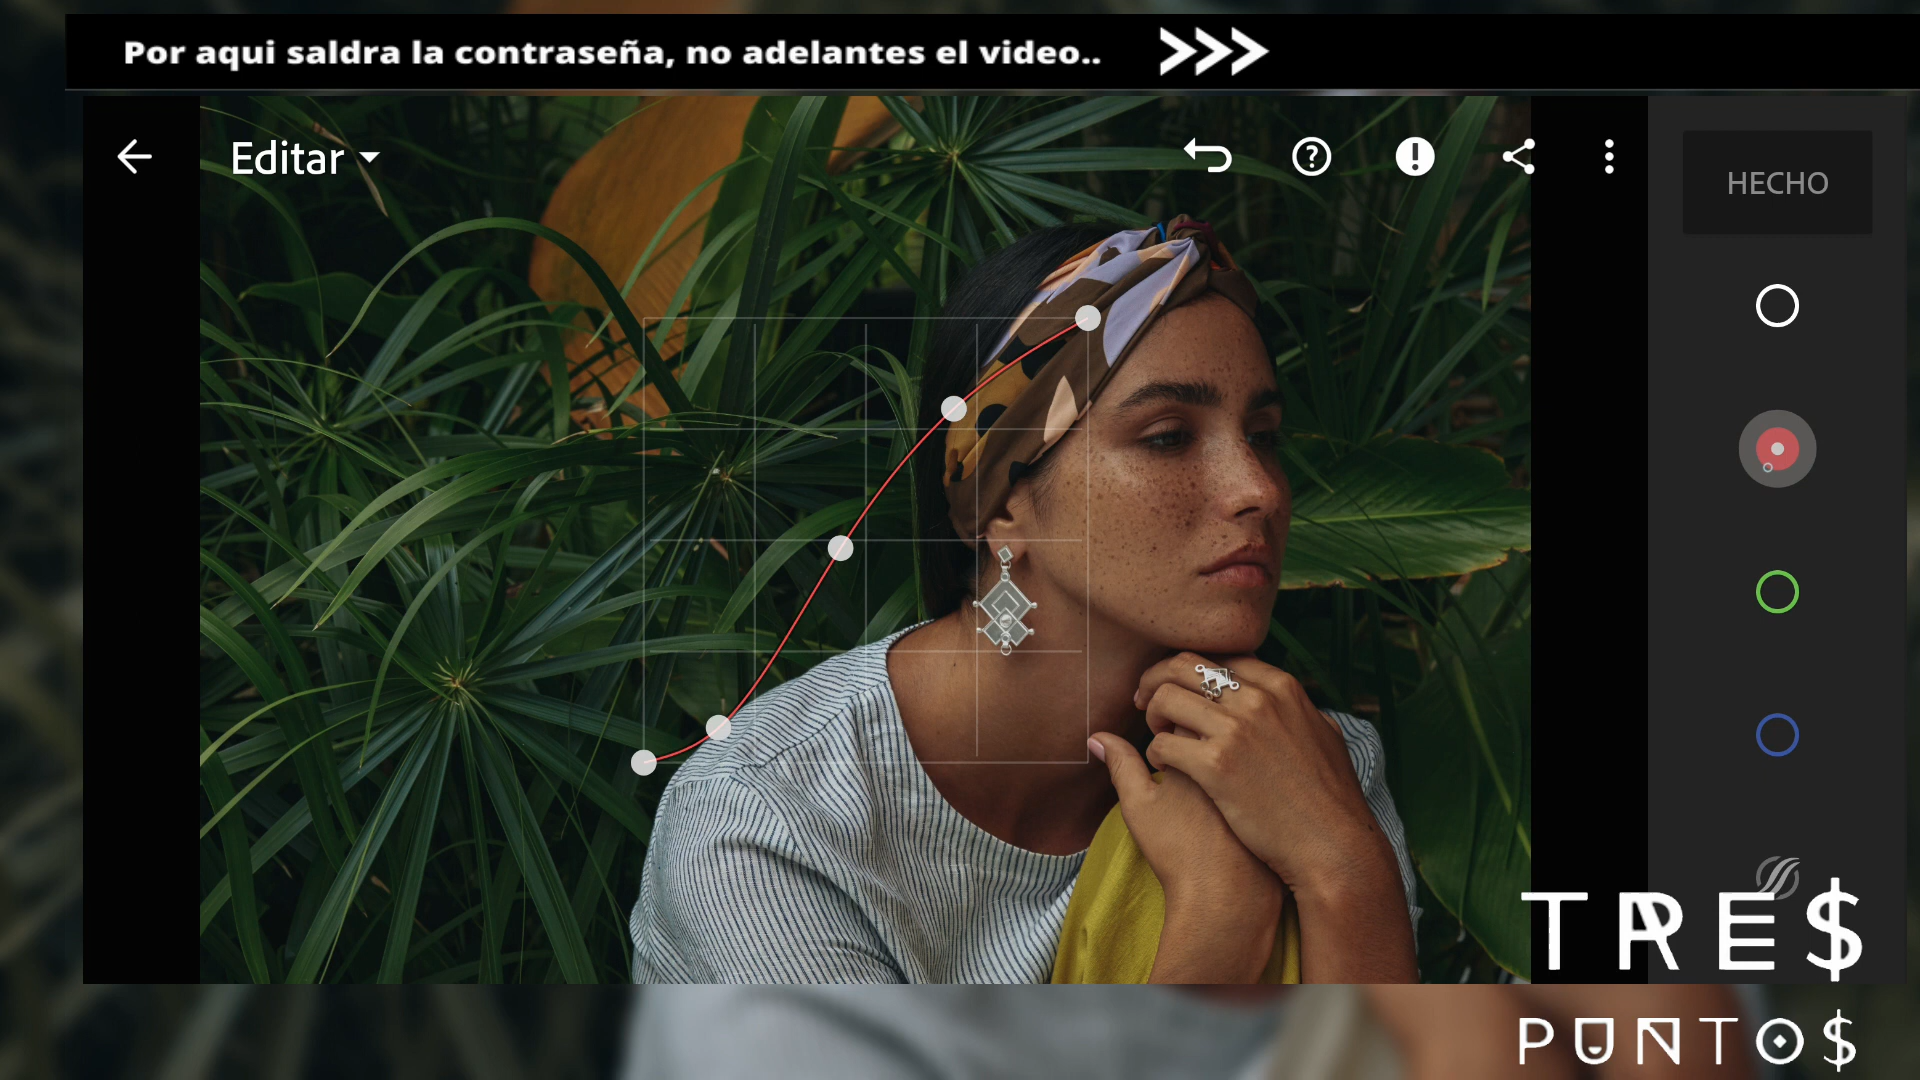 Por aqui saldra la contraseña, no adelantes el video..
Editar
HECHO
TRE$
PUNTO$